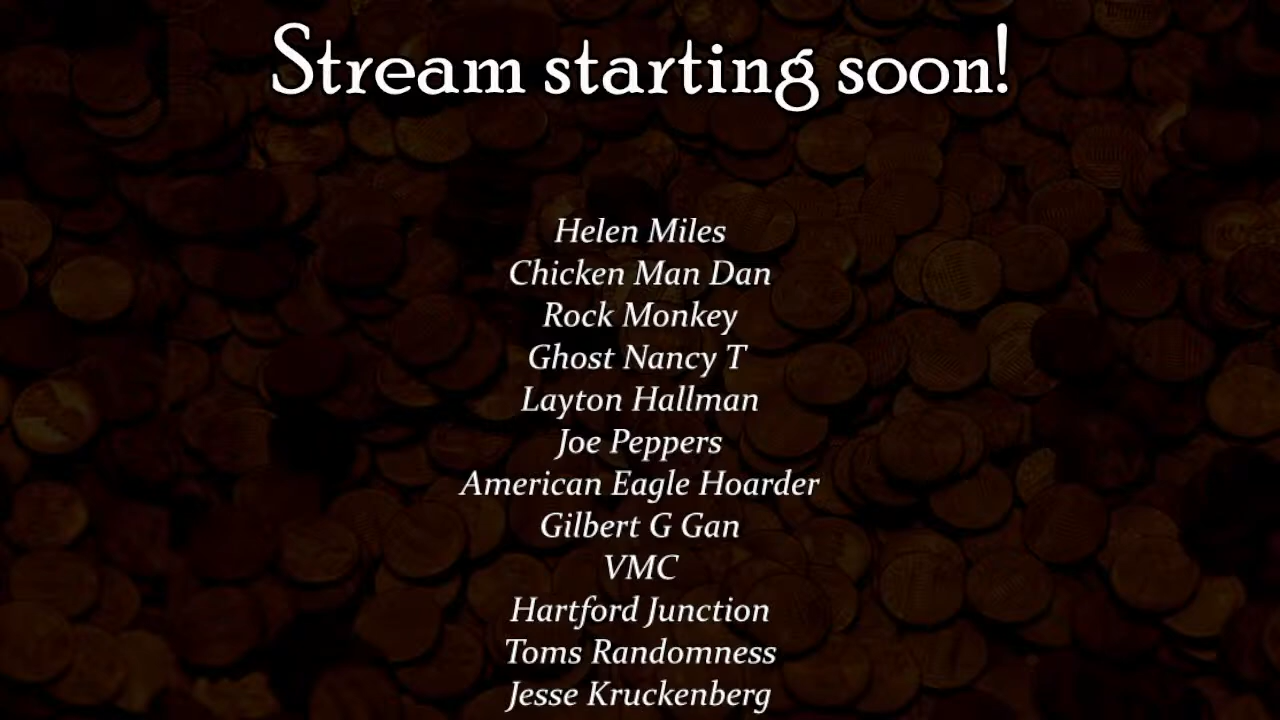 Stream starting soon!
Helen Miles
Chicken Man Dan
Rock Monkey
Ghost Nancy T
Layton Hallman
Joe Peppers
American Eagle Hoarder
Gilbert G Gan
VMC
Hartford Junction
Toms Randomness
Jesse Kruckenberg